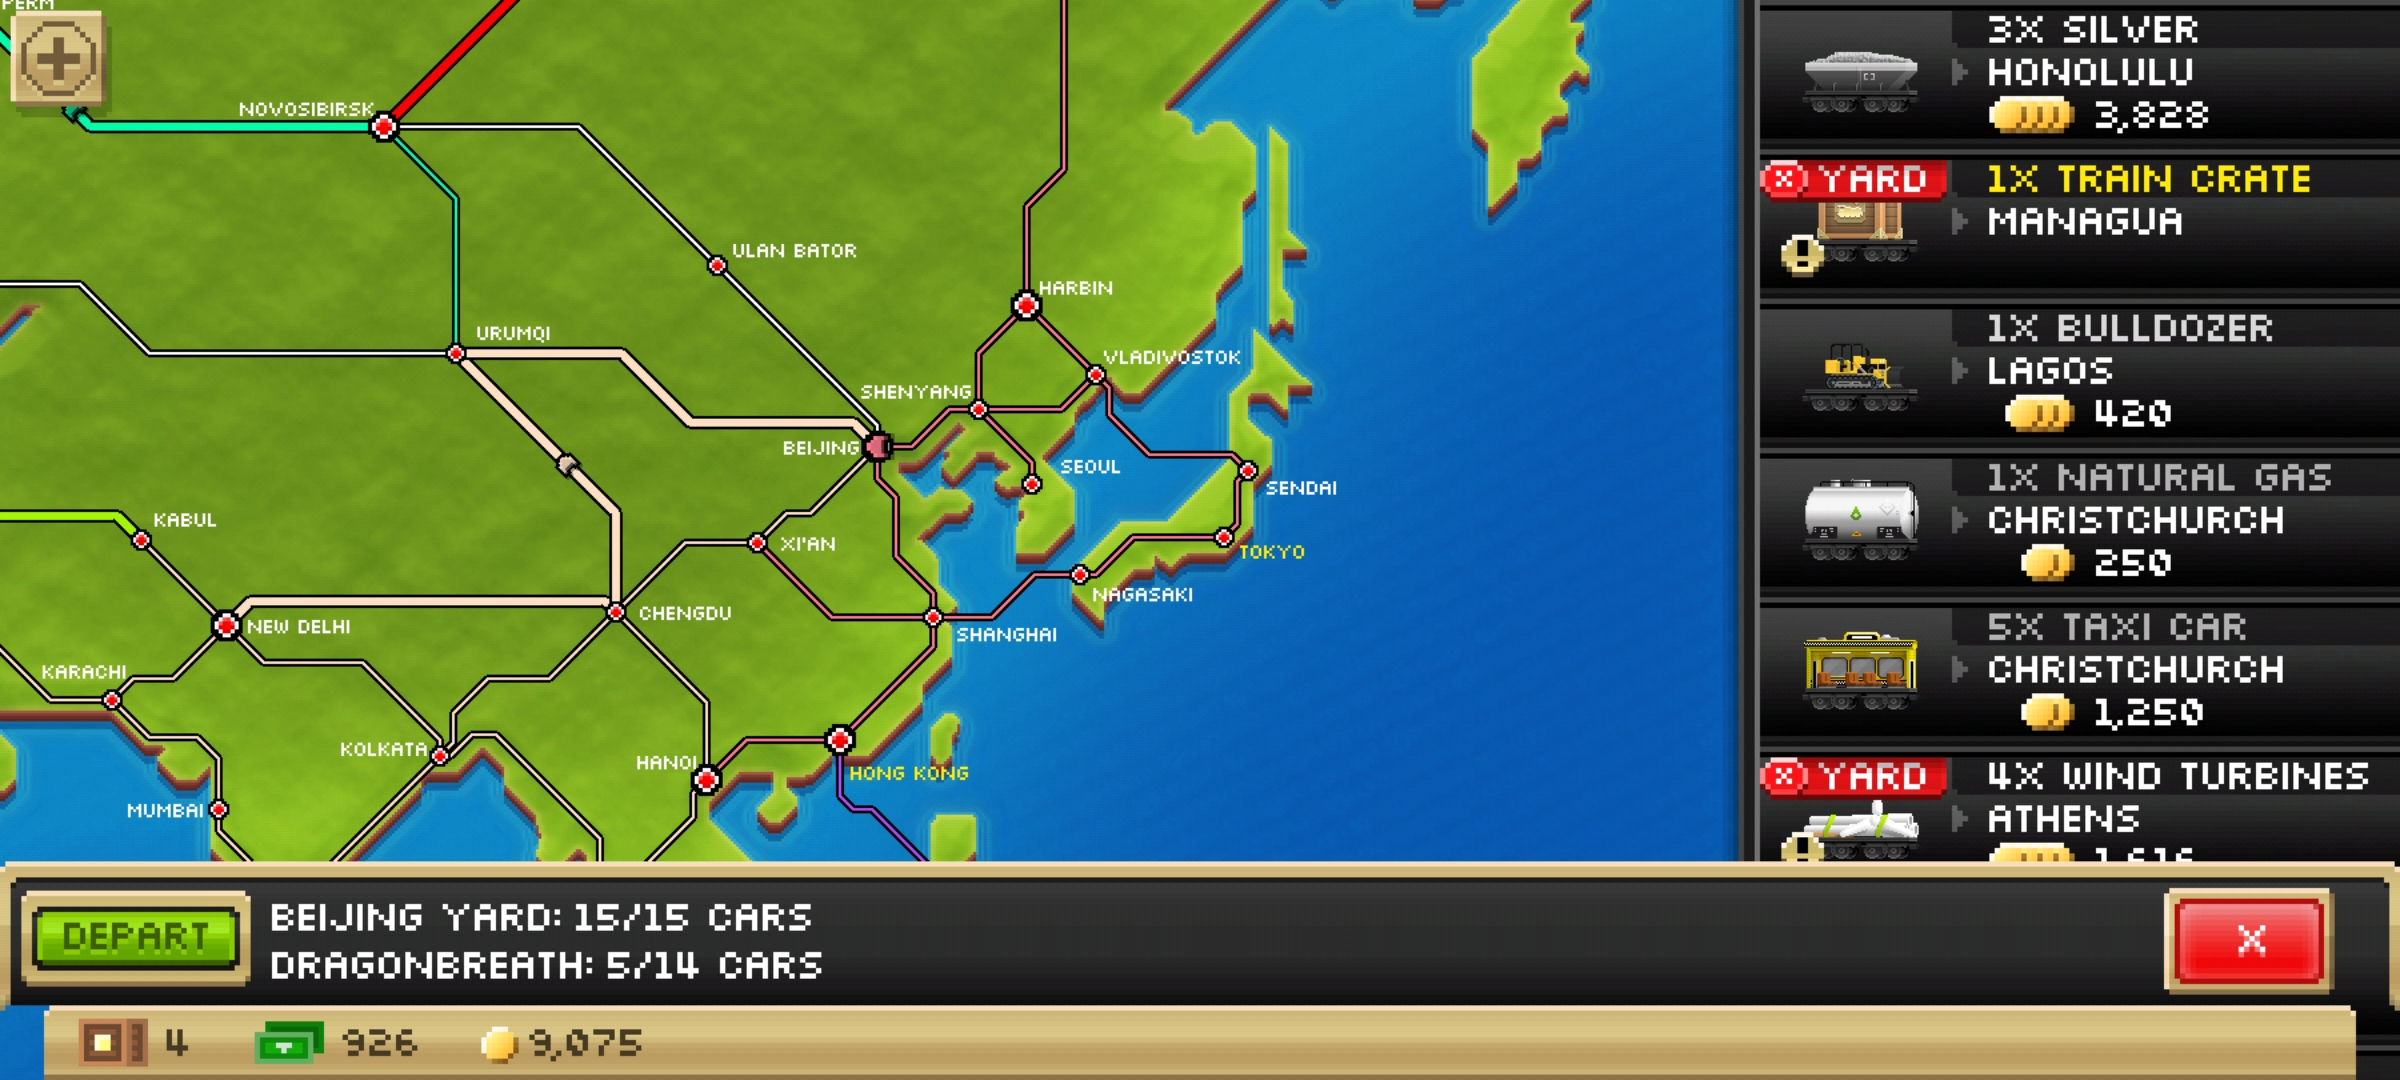 PERM
NOVOSIBIRSK
ULAN BATOR
HARBIN
URUMQI
VLADIVOSTOK
SHENYANG
BEIJING
SEOUL
SENDAI
KABUL
XI'AN
TOKYO
NAGASAKI
CHENGDU
NEW DELHI
SHANGHAI
KARACHI
KOLKATA
HANOI
HONG KONG
MUMBAI
3X SILVER
HONOLULU
3,828
YARD
1X TRAIN CRATE
MANAGUA
1X BULLDOZER
LAGOS
420
1X NATURAL GAS
CHRISTCHURCH
250
5X TAXI CAR
CHRISTCHURCH
1,250
YARD
4X WIND TURBINES
ATHENS
1,616
DEPART
BEIJING YARD: 15/15 CARS
DRAGONBREATH: 5/14 CARS
X
4
926
9,075